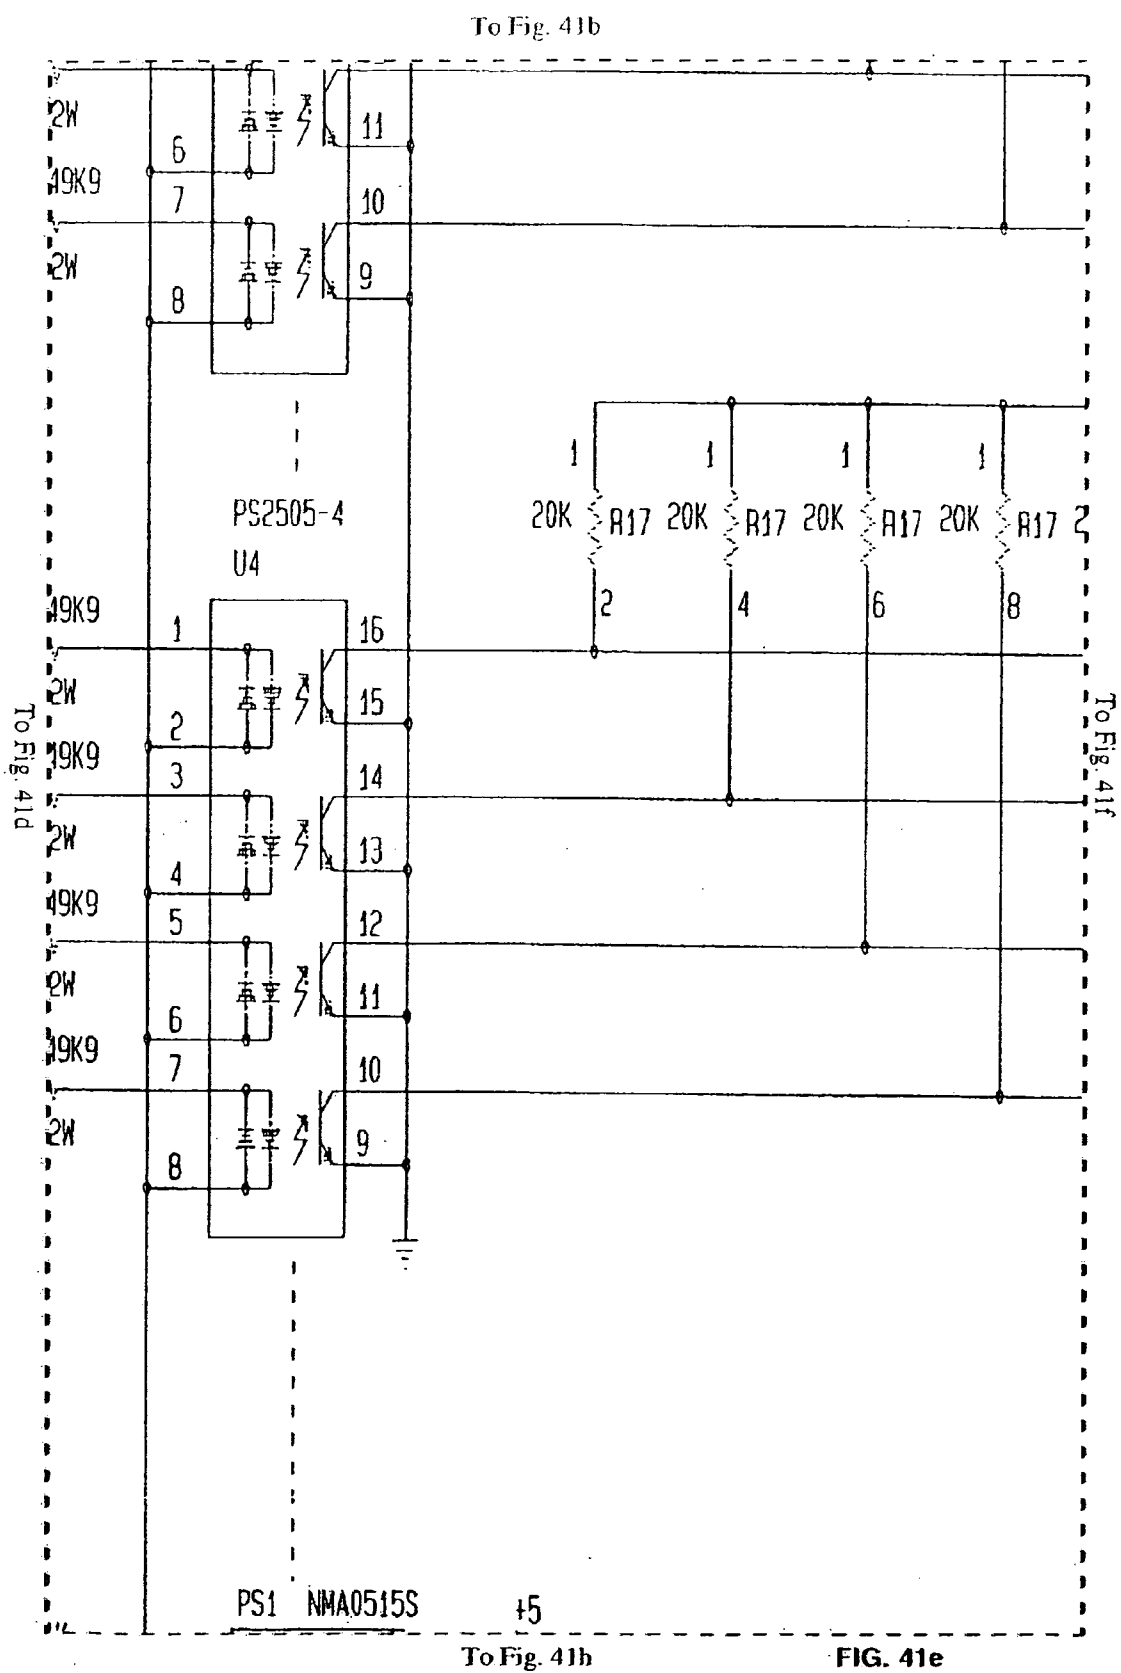 To Fig. 41b
2W
11
6
49K9
7
10
2W
9
8
1 1 1 1
PS2505-4
20K R17 20K R17 20K R17 20K R17 2
U4
49K9
2 4 6 8
1
16
2W
15
2
49K9
3
14
2W
13
4
49K9
5
12
2W
11
6
49K9
7
10
2W
9
8
To Fig. 41d
To Fig. 41f
PS1 NMA0515S +5
To Fig. 41h
FIG. 41e